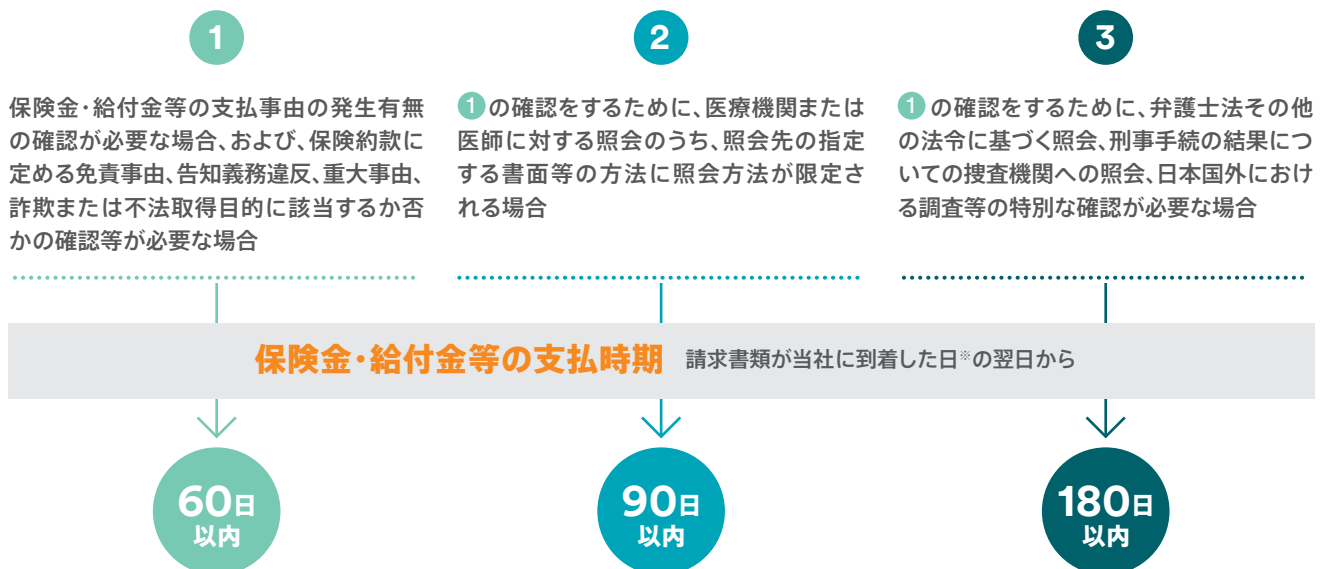 1
保険金・給付金等の支払事由の発生有無
の確認が必要な場合、および、保険約款に
定める免責事由、告知義務違反、重大事由、
詐欺または不法取得目的に該当するか否
かの確認等が必要な場合
2
1の確認をするために、医療機関または
医師に対する照会のうち、照会先の指定
する書面等の方法に照会方法が限定さ
れる場合
3
1の確認をするために、弁護士法その他
の法令に基づく照会、刑事手続の結果につ
いての捜査機関への照会、日本国外におけ
る調査等の特別な確認が必要な場合
保険金・給付金等の支払時期 請求書類が当社に到着した日※の翌日から
60日
以内
90日
以内
180日
以内